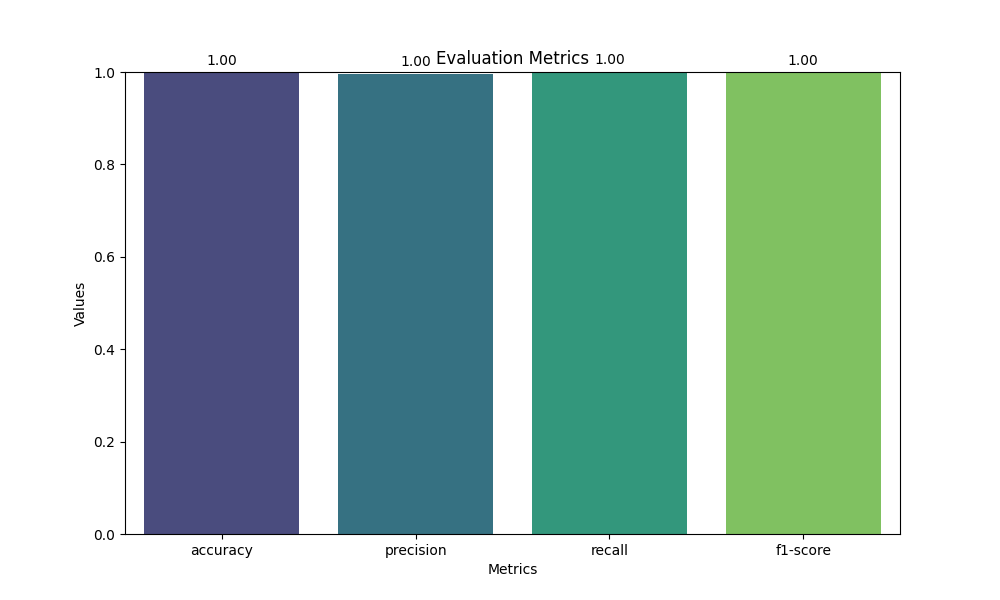 Evaluation Metrics
1.00 1.00 1.00 1.00
1.0
0.8
0.6
0.4
0.2
0.0
Values
accuracy precision recall f1-score
Metrics